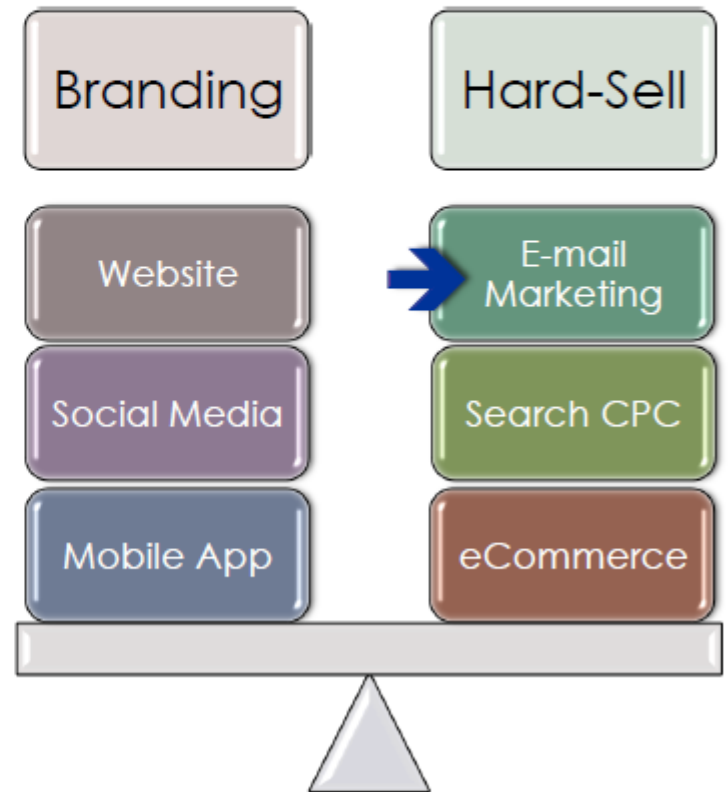 Branding
Hard-Sell
Website
E-mail
Marketing
Social Media
Search CPC
Mobile App
eCommerce